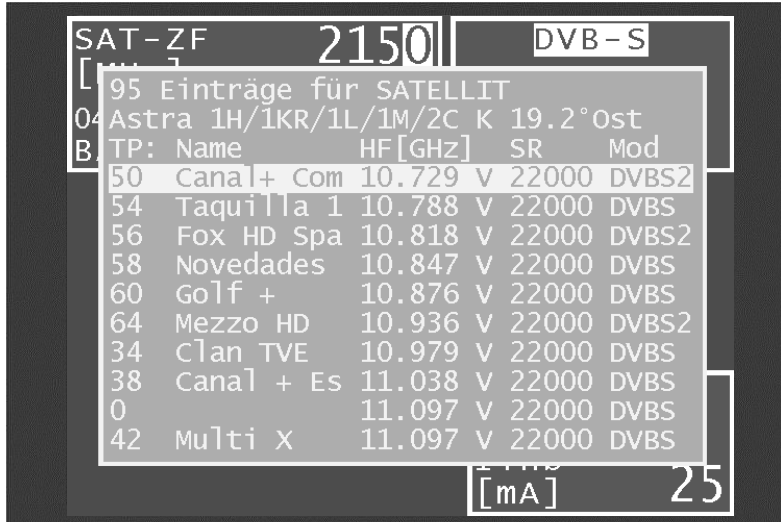 SAT-ZF 2150
DVB-S
95 Einträge für SATELLIT
04
Astra 1H/1KR/1L/1M/2C K 19.2°Ost
B
TP: Name HF[GHz] SR Mod
50 Canal+ Com 10.729 V 22000 DVBS2
54 Taquilla 1 10.788 V 22000 DVBS
56 Fox HD Spa 10.818 V 22000 DVBS2
58 Novedades 10.847 V 22000 DVBS
60 Golf + 10.876 V 22000 DVBS
64 Mezzo HD 10.936 V 22000 DVBS2
34 Clan TVE 10.979 V 22000 DVBS
38 Canal + Es 11.038 V 22000 DVBS
0 11.097 V 22000 DVBS
42 Multi X 11.097 V 22000 DVBS
[mA] 25